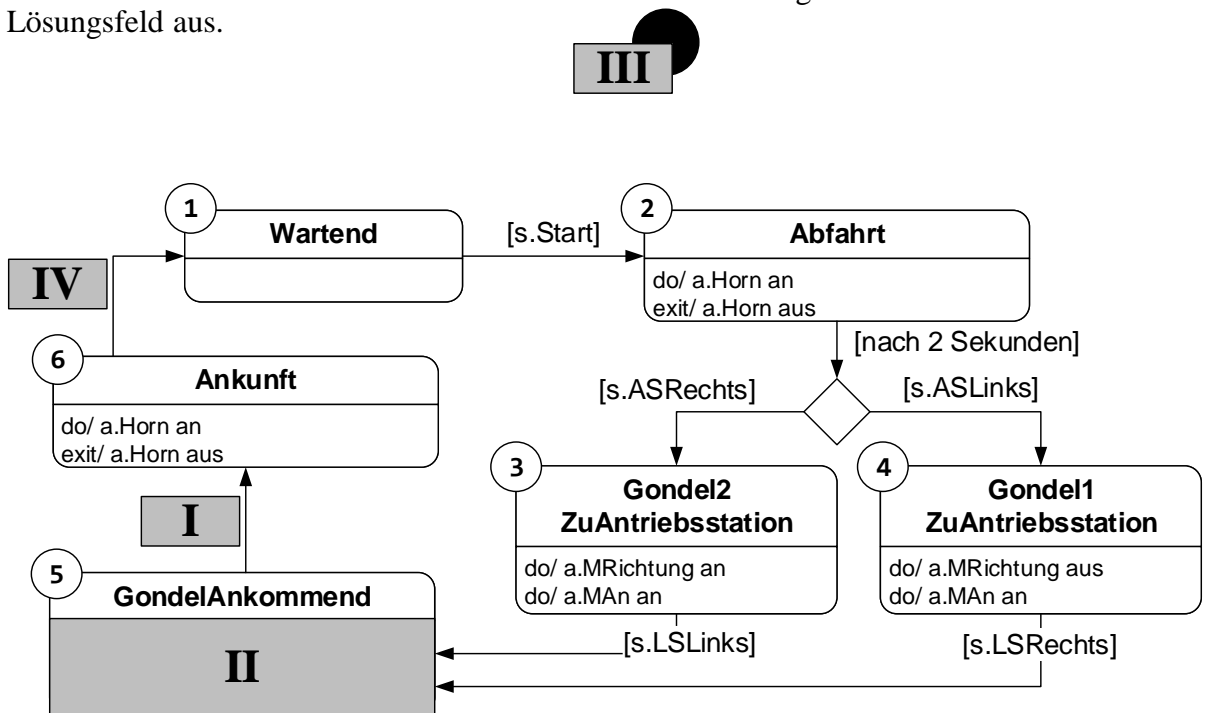 Lösungsfeld aus.
III
1
Wartend
[s.Start]
2
Abfahrt
do/ a.Horn an
exit/ a.Horn aus
IV
[nach 2 Sekunden]
6
Ankunft
do/ a.Horn an
exit/ a.Horn aus
[s.ASRechts]
[s.ASLinks]
3
Gondel2
ZuAntriebsstation
do/ a.MRichtung an
do/ a.MAn an
4
Gondel1
ZuAntriebsstation
do/ a.MRichtung aus
do/ a.MAn an
I
5
GondelAnkommend
II
[s.LSLinks]
[s.LSRechts]